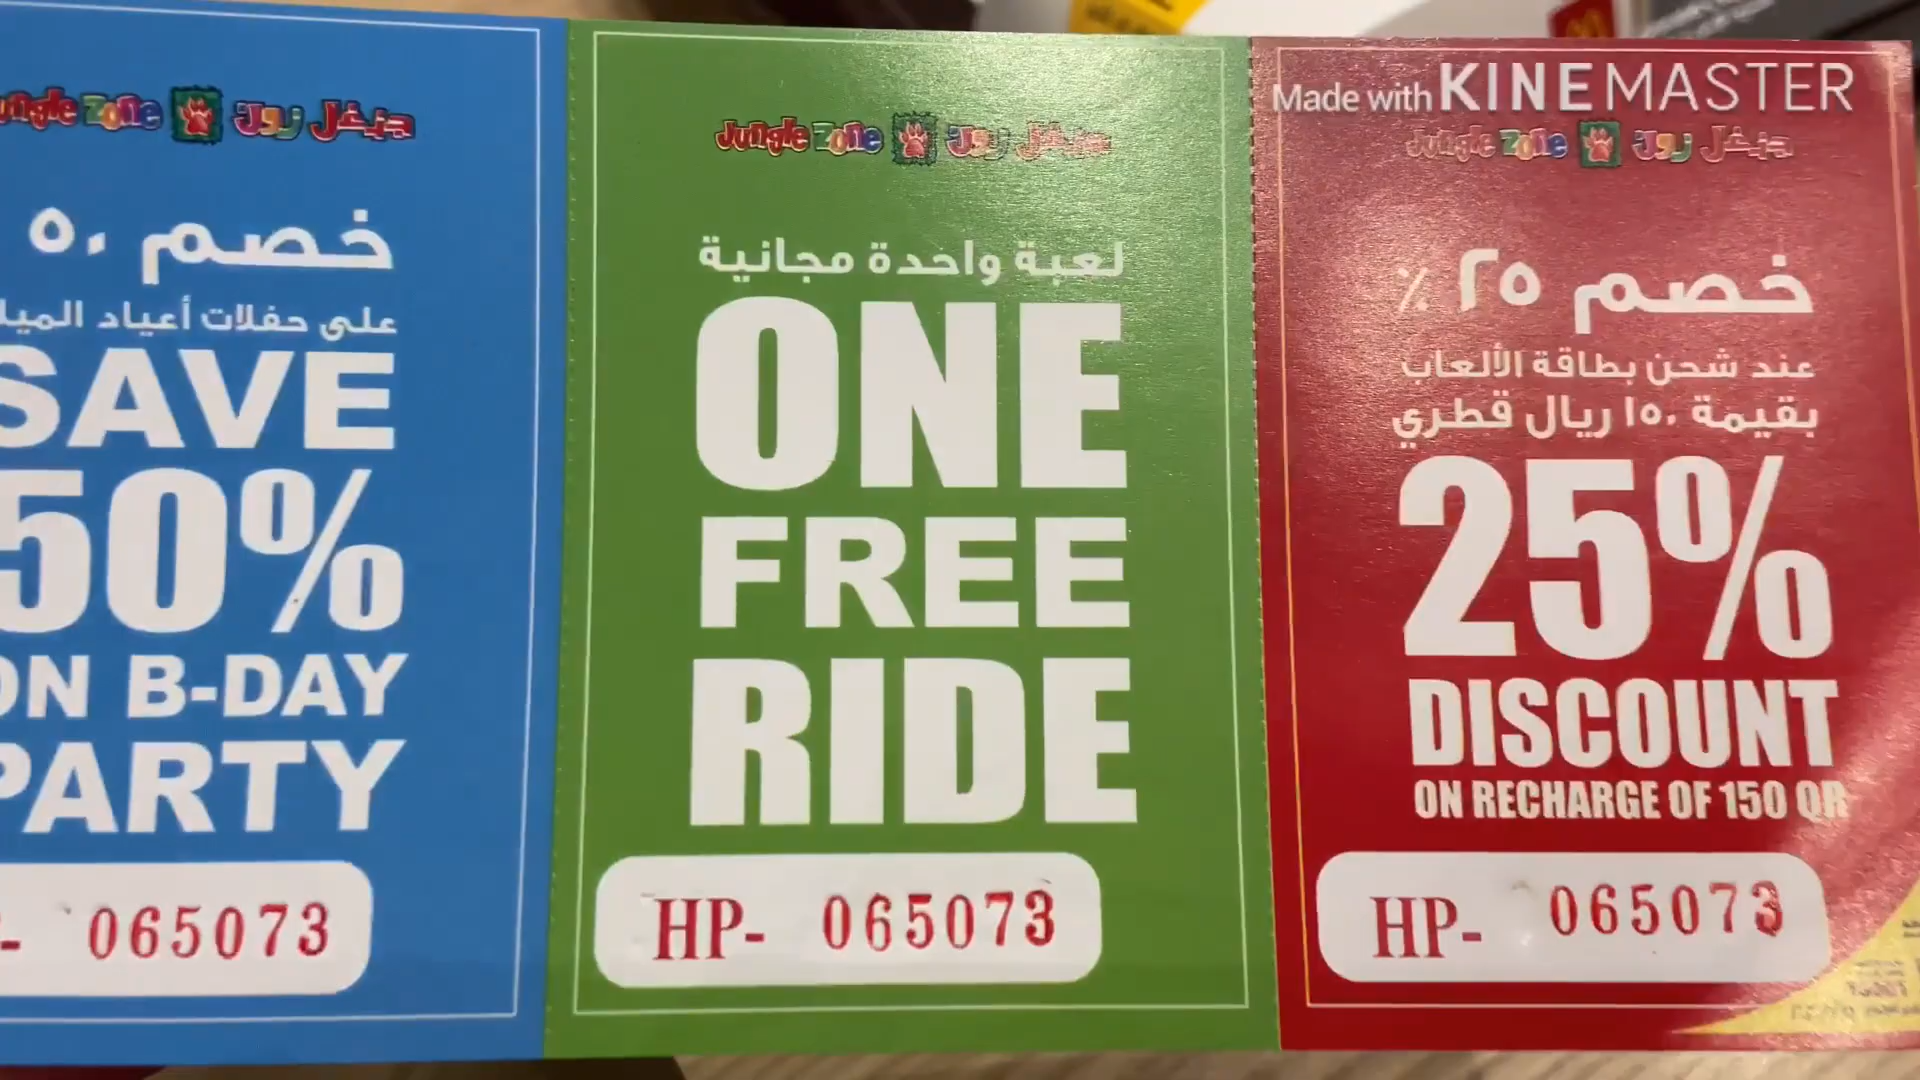 Jungle Zone جنغل زون
خصم ٥٠
على حفلات أعياد
SAVE
50%
ON B-DAY
PARTY
- 065073
Jungle Zone جنغل زون
لعبة واحدة مجانية
ONE
FREE
RIDE
HP- 065073
Made with KINEMASTER
Jungle Zone جنغل زون
خصم ٢٥ ٪
عند شحن بطاقة الألعاب
بقيمة ١٥٠ ريال قطري
25%
DISCOUNT
ON RECHARGE OF 150 QR
HP- 065073